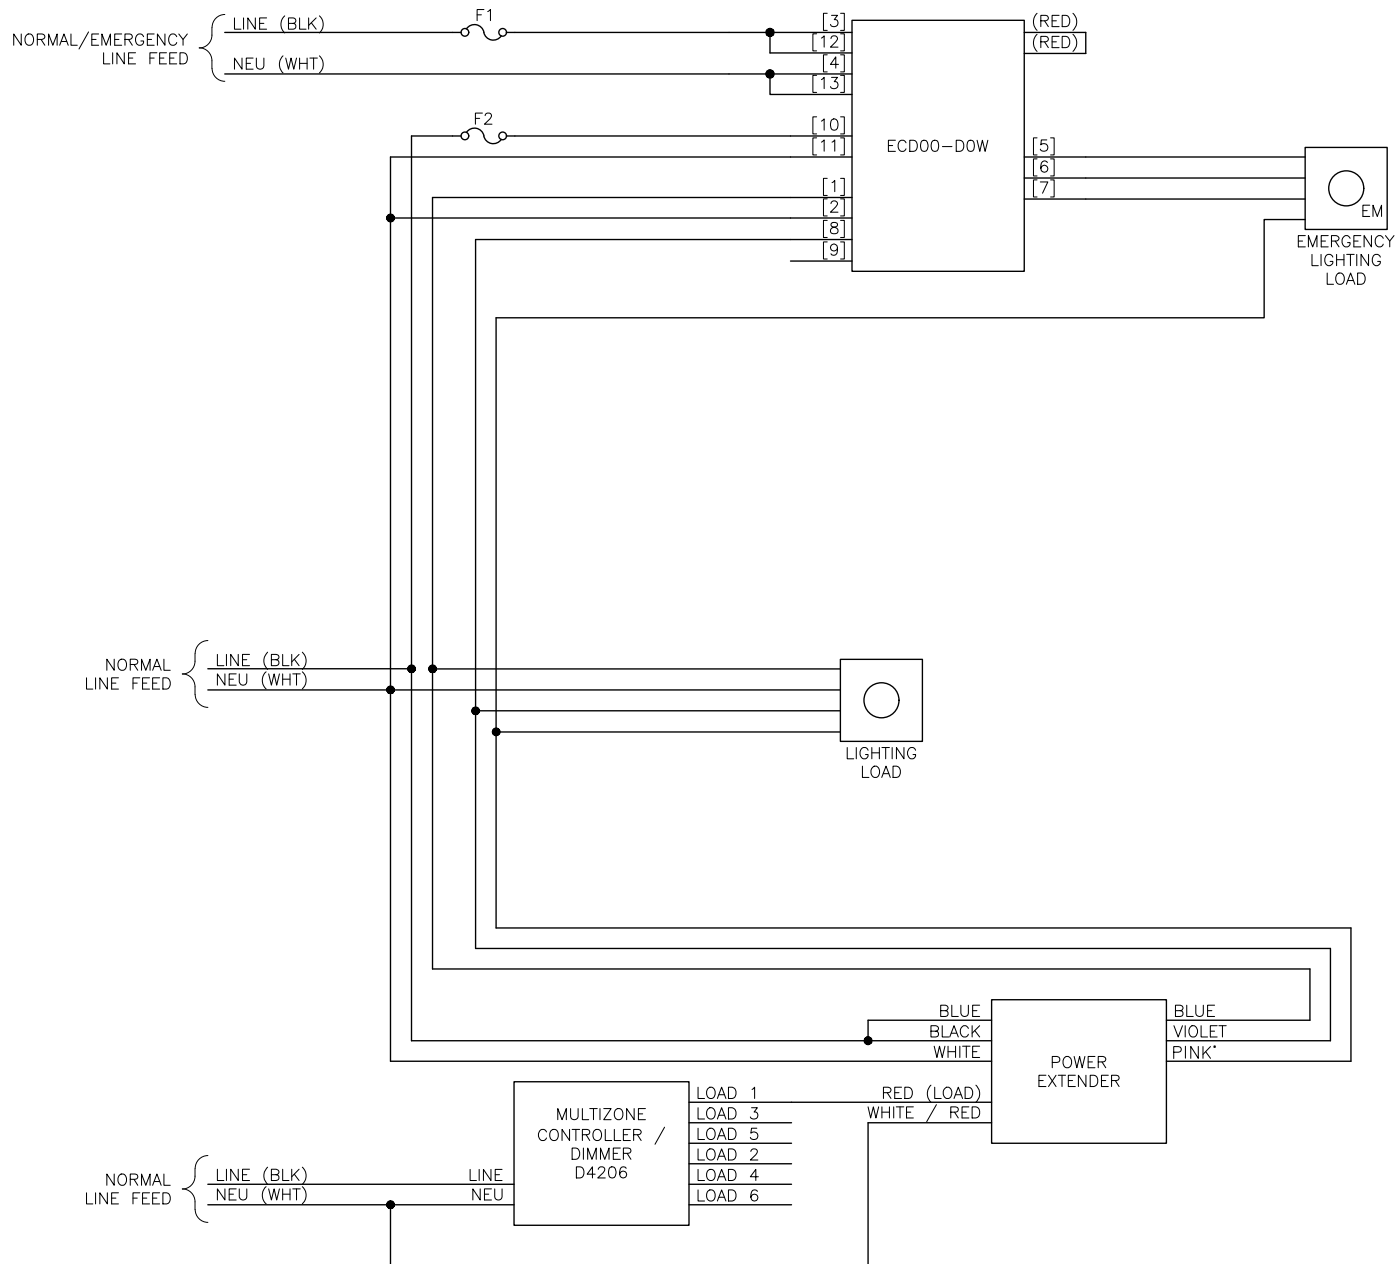 NORMAL/EMERGENCY
LINE FEED
LINE (BLK)
NEU (WHT)
F1
[3]
[12]
[4]
[13]
F2
[10]
[11]
[1]
[2]
[8]
[9]
ECD00-D0W
(RED)
(RED)
[5]
[6]
[7]
EM
EMERGENCY
LIGHTING
LOAD
NORMAL
LINE FEED
LINE (BLK)
NEU (WHT)
LIGHTING
LOAD
BLUE
BLACK
WHITE
RED (LOAD)
WHITE / RED
POWER
EXTENDER
BLUE
VIOLET
PINK*
NORMAL
LINE FEED
LINE (BLK)
NEU (WHT)
LINE
NEU
MULTIZONE
CONTROLLER /
DIMMER
D4206
LOAD 1
LOAD 3
LOAD 5
LOAD 2
LOAD 4
LOAD 6